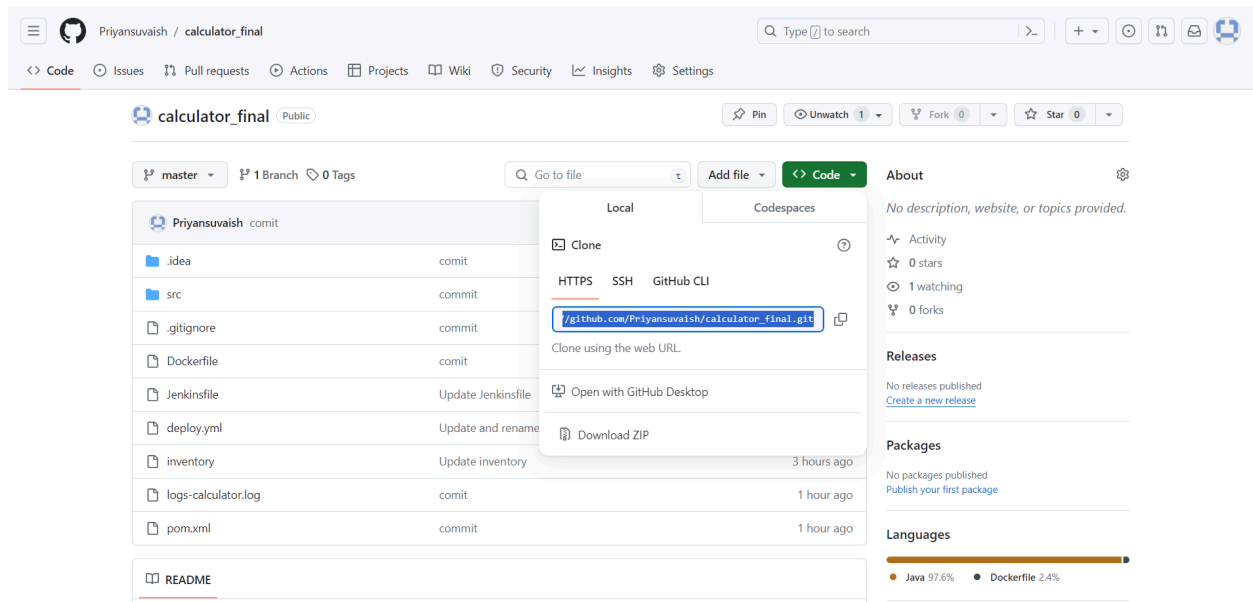 Priyansuvaish / calculator_final
Type / to search
Code Issues Pull requests Actions Projects Wiki Security Insights Settings
calculator_final Public
Pin Unwatch 1 Fork 0 Star 0
master 1 Branch 0 Tags Go to file t Add file Code
Priyansuvaish comit
.idea comit
src commit
.gitignore commit
Dockerfile comit
Jenkinsfile Update Jenkinsfile
deploy.yml Update and rename
inventory Update inventory 3 hours ago
logs-calculator.log comit 1 hour ago
pom.xml commit 1 hour ago
README
Local Codespaces
Clone
HTTPS SSH GitHub CLI
/github.com/Priyansuvaish/calculator_final.git
Clone using the web URL.
Open with GitHub Desktop
Download ZIP
About
No description, website, or topics provided.
Activity
0 stars
1 watching
0 forks
Releases
No releases published
Create a new release
Packages
No packages published
Publish your first package
Languages
Java 97.6% Dockerfile 2.4%